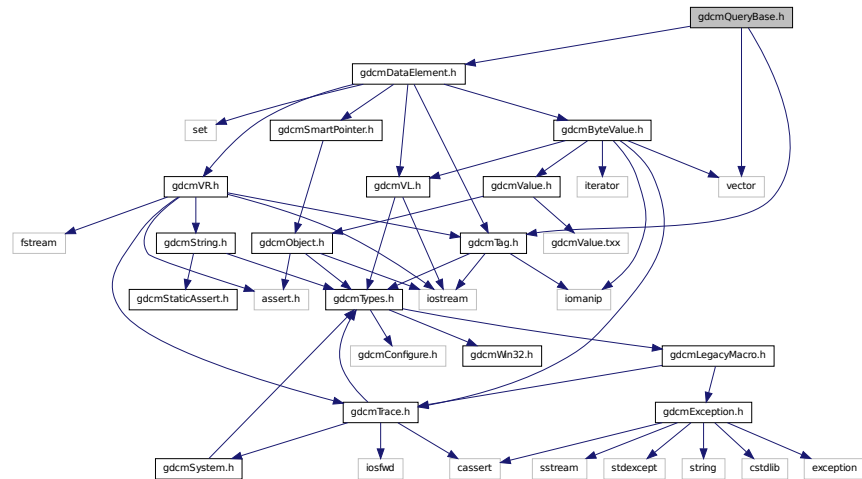 gdcmQueryBase.h
gdcmDataElement.h
set
gdcmSmartPointer.h
gdcmByteValue.h
gdcmVR.h
gdcmVL.h
gdcmValue.h
iterator
vector
fstream
gdcmString.h
gdcmObject.h
gdcmTag.h
gdcmValue.txx
gdcmStaticAssert.h
assert.h
gdcmTypes.h
iostream
iomanip
gdcmConfigure.h
gdcmWin32.h
gdcmLegacyMacro.h
gdcmTrace.h
gdcmException.h
gdcmSystem.h
iosfwd
cassert
sstream
stdexcept
string
cstdlib
exception